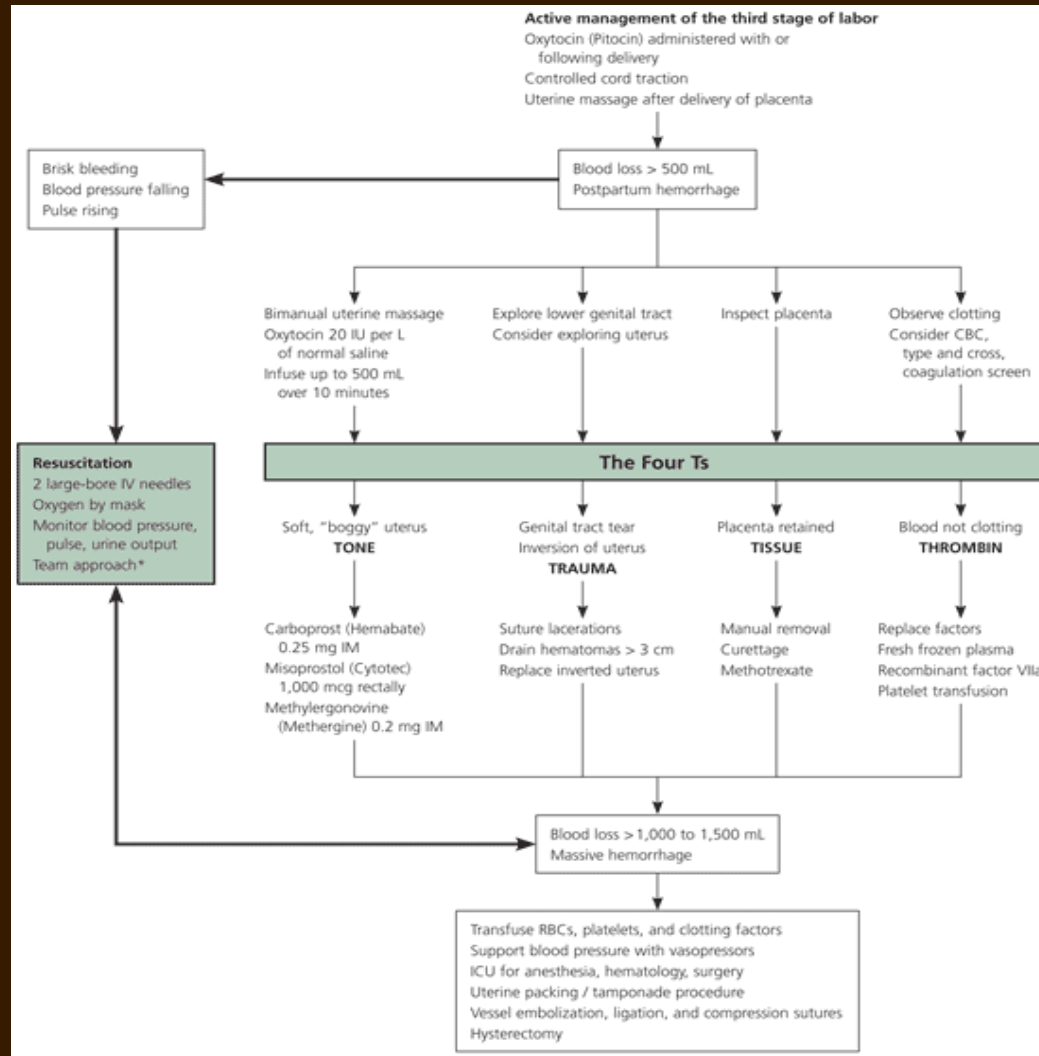 Active management of the third stage of labor
Oxytocin (Pitocin) administered with or
following delivery
Controlled cord traction
Uterine massage after delivery of placenta
Brisk bleeding
Blood pressure falling
Pulse rising
Blood loss > 500 mL
Postpartum hemorrhage
Bimanual uterine massage
Oxytocin 20 IU per L
of normal saline
Infuse up to 500 mL
over 10 minutes
Explore lower genital tract
Consider exploring uterus
Inspect placenta
Observe clotting
Consider CBC,
type and cross,
coagulation screen
Resuscitation
2 large-bore IV needles
Oxygen by mask
Monitor blood pressure,
pulse, urine output
Team approach*
The Four Ts
Soft, "boggy" uterus
TONE
Genital tract tear
Inversion of uterus
TRAUMA
Placenta retained
TISSUE
Blood not clotting
THROMBIN
Carboprost (Hemabate)
0.25 mg IM
Misoprostol (Cytotec)
1,000 mcg rectally
Methylergonovine
(Methergine) 0.2 mg IM
Suture lacerations
Drain hematomas > 3 cm
Replace inverted uterus
Manual removal
Curettage
Methotrexate
Replace factors
Fresh frozen plasma
Recombinant factor VIIa
Platelet transfusion
Blood loss >1,000 to 1,500 mL
Massive hemorrhage
Transfuse RBCs, platelets, and clotting factors
Support blood pressure with vasopressors
ICU for anesthesia, hematology, surgery
Uterine packing / tamponade procedure
Vessel embolization, ligation, and compression sutures
Hysterectomy